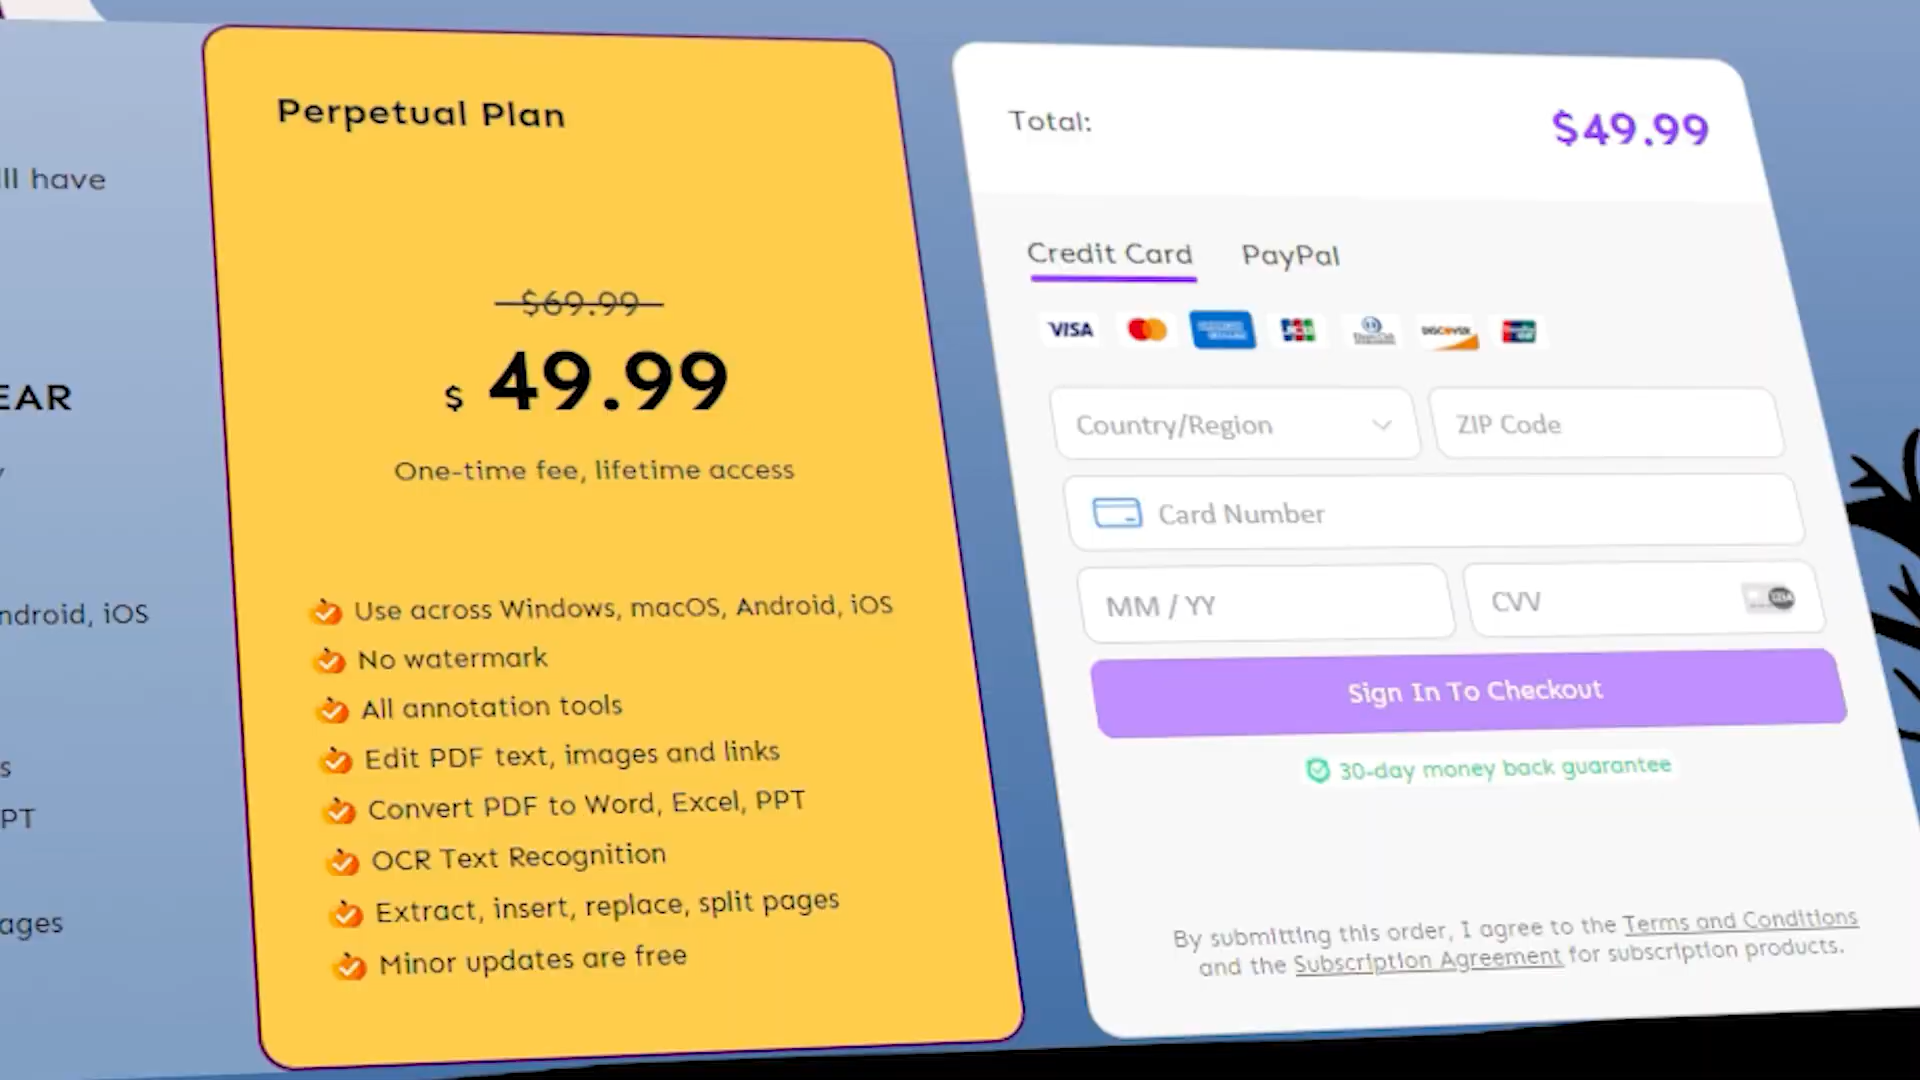 ll have
EAR
ndroid, iOS
s
PT
ages
Perpetual Plan
$69.99
$ 49.99
One-time fee, lifetime access
Use across Windows, macOS, Android, iOS
No watermark
All annotation tools
Edit PDF text, images and links
Convert PDF to Word, Excel, PPT
OCR Text Recognition
Extract, insert, replace, split pages
Minor updates are free
Total: $49.99
Credit Card PayPal
VISA DISCOVER
Country/Region ZIP Code
Card Number
MM / YY CVV
Sign In To Checkout
30-day money back guarantee
By submitting this order, I agree to the Terms and Conditions
and the Subscription Agreement for subscription products.